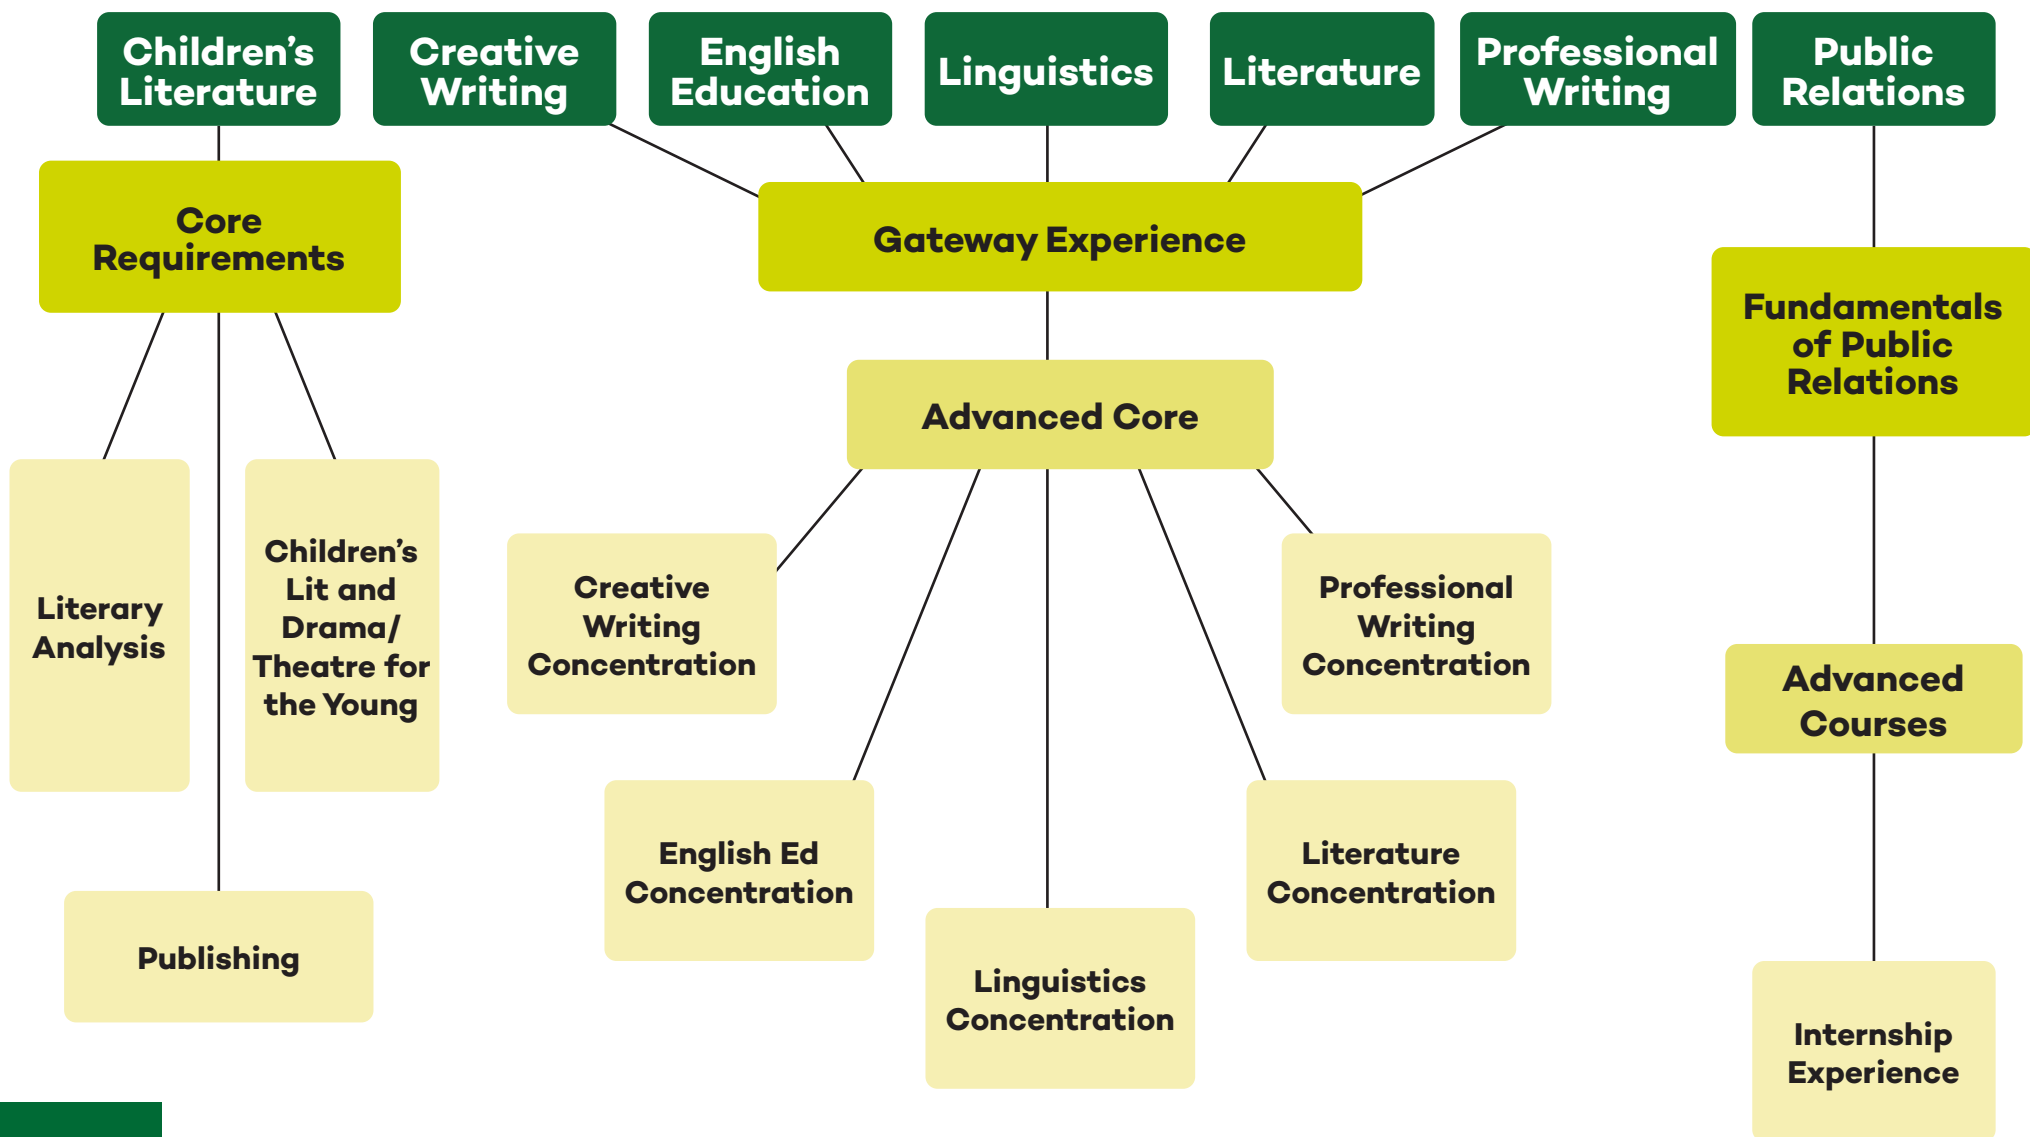 Children’s
Literature
Creative
Writing
English
Education
Linguistics
Literature
Professional
Writing
Public
Relations
Core
Requirements
Gateway Experience
Fundamentals
of Public
Relations
Advanced Core
Literary
Analysis
Children’s
Lit and
Drama/
Theatre for
the Young
Creative
Writing
Concentration
Professional
Writing
Concentration
Advanced
Courses
English Ed
Concentration
Literature
Concentration
Publishing
Linguistics
Concentration
Internship
Experience